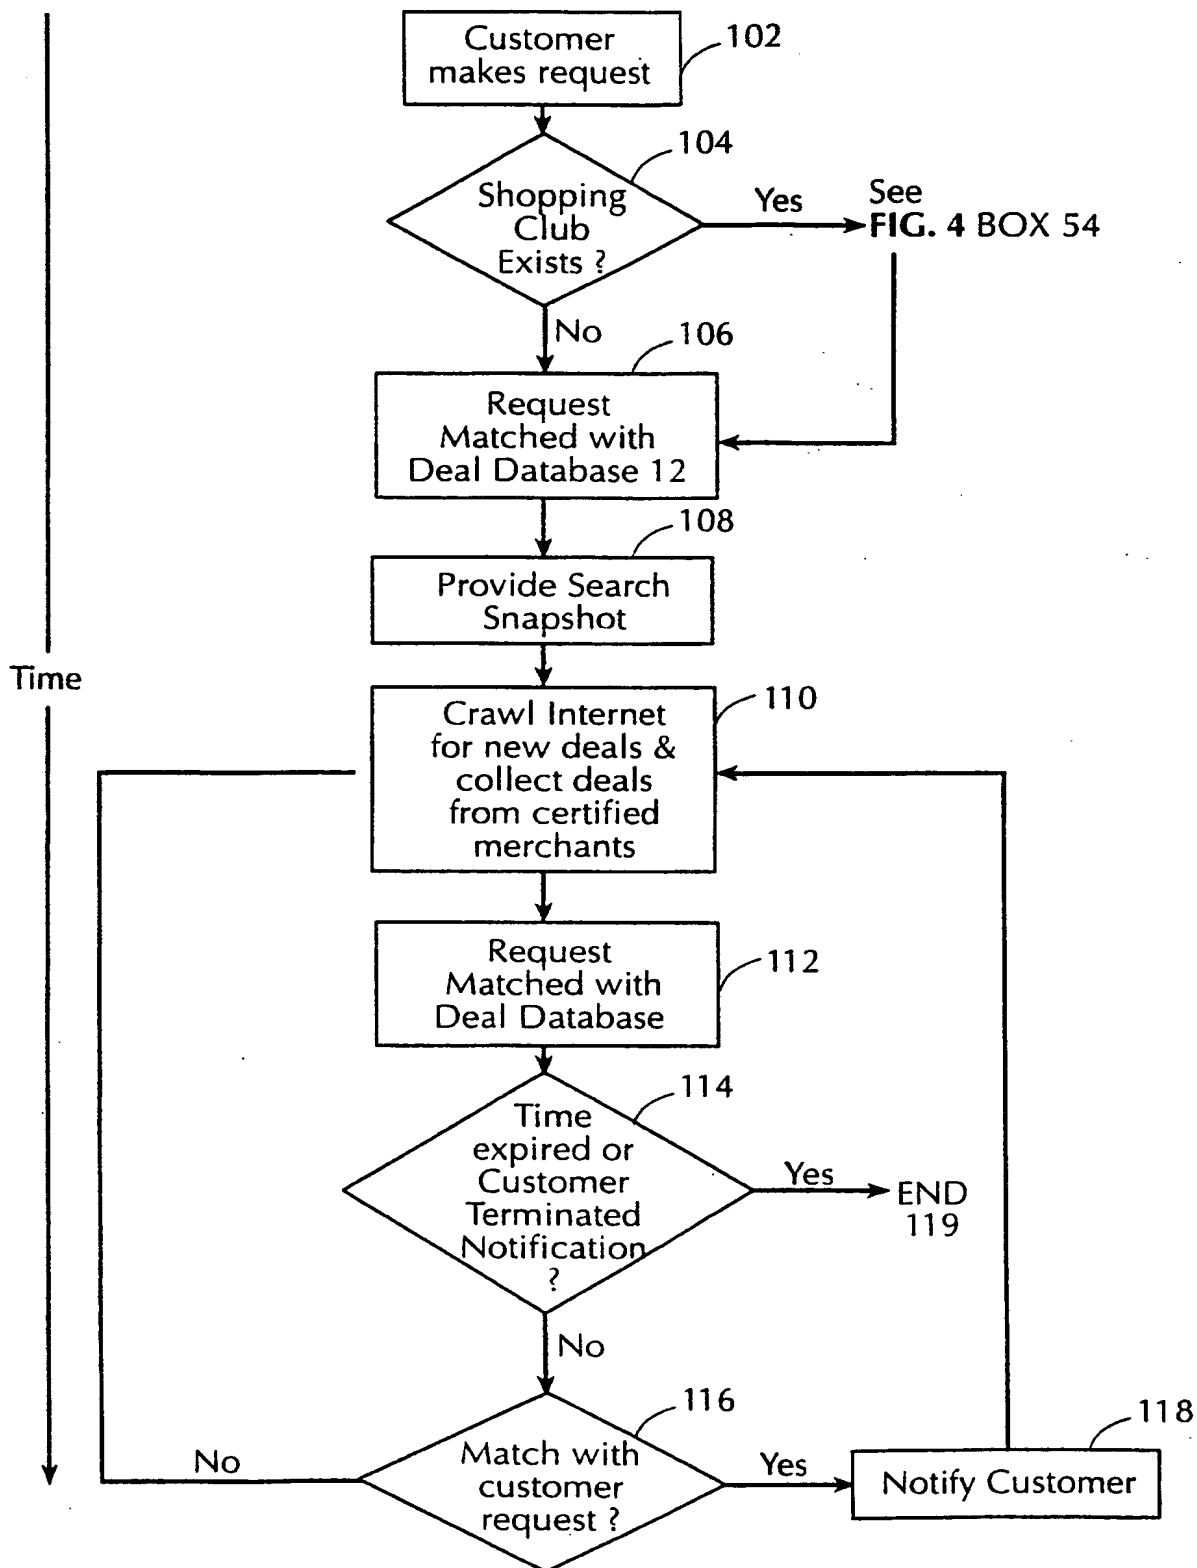 Customer
makes request
102
104
Shopping
Club
Exists ?
Yes
See
FIG. 4 BOX 54
No
106
Request
Matched with
Deal Database 12
108
Provide Search
Snapshot
Time
110
Crawl Internet
for new deals &
collect deals
from certified
merchants
Request
Matched with
Deal Database
112
114
Time
expired or
Customer
Terminated
Notification
?
Yes
END
119
No
116
118
Match with
customer
request ?
No
Yes
Notify Customer